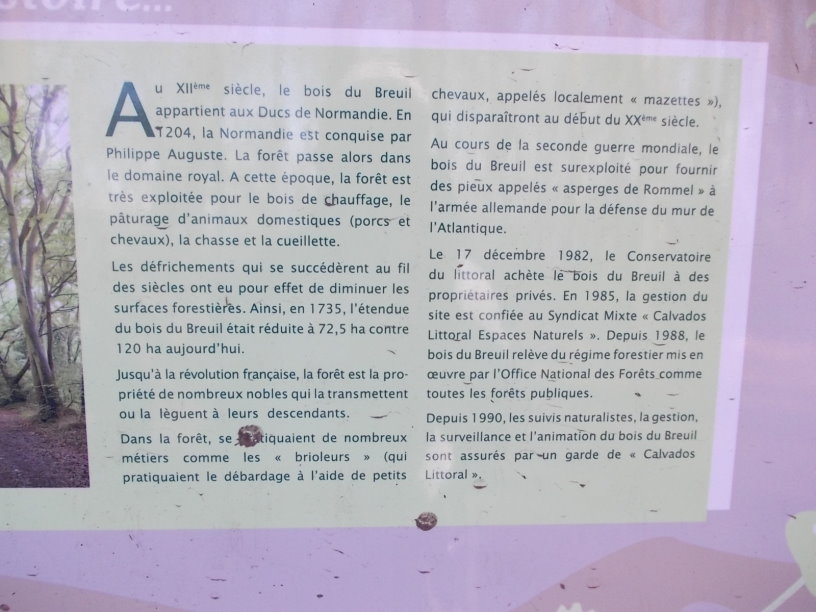 stoire...
Au XIIème siècle, le bois du Breuil
appartient aux Ducs de Normandie. En
1204, la Normandie est conquise par
Philippe Auguste. La forêt passe alors dans
le domaine royal. A cette époque, la forêt est
très exploitée pour le bois de chauffage, le
pâturage d'animaux domestiques (porcs et
chevaux), la chasse et la cueillette.
Les défrichements qui se succédèrent au fil
des siècles ont eu pour effet de diminuer les
surfaces forestières. Ainsi, en 1735, l'étendue
du bois du Breuil était réduite à 72,5 ha contre
120 ha aujourd'hui.
Jusqu'à la révolution française, la forêt est la pro-
priété de nombreux nobles qui la transmettent
ou la lèguent à leurs descendants.
Dans la forêt, se pratiquaient de nombreux
métiers comme les « brioleurs » (qui
pratiquaient le débardage à l'aide de petits
chevaux, appelés localement « mazettes »),
qui disparaîtront au début du XXème siècle.
Au cours de la seconde guerre mondiale, le
bois du Breuil est surexploité pour fournir
des pieux appelés « asperges de Rommel » à
l'armée allemande pour la défense du mur de
l'Atlantique.
Le 17 décembre 1982, le Conservatoire
du littoral achète le bois du Breuil à des
propriétaires privés. En 1985, la gestion du
site est confiée au Syndicat Mixte « Calvados
Littoral Espaces Naturels ». Depuis 1988, le
bois du Breuil relève du régime forestier mis en
œuvre par l'Office National des Forêts comme
toutes les forêts publiques.
Depuis 1990, les suivis naturalistes, la gestion,
la surveillance et l'animation du bois du Breuil
sont assurés par un garde de « Calvados
Littoral ».